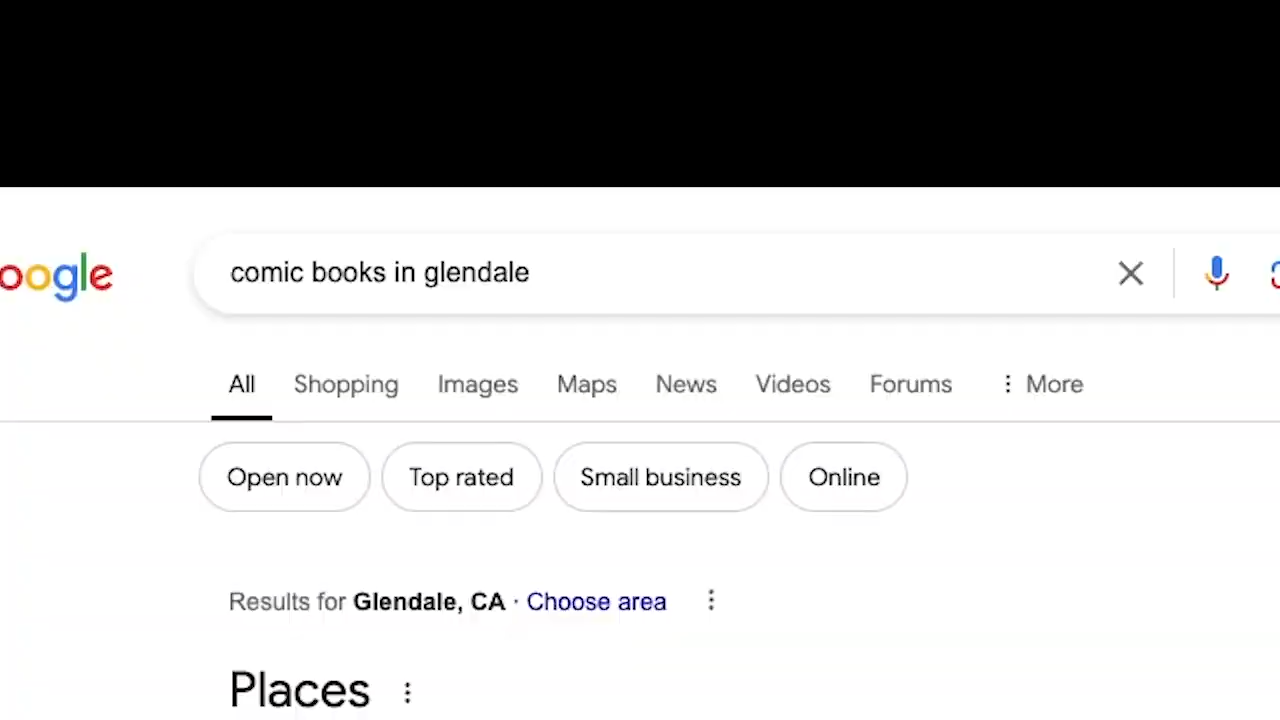 oogle
comic books in glendale
All Shopping Images Maps News Videos Forums More
Open now Top rated Small business Online
Results for Glendale, CA · Choose area
Places